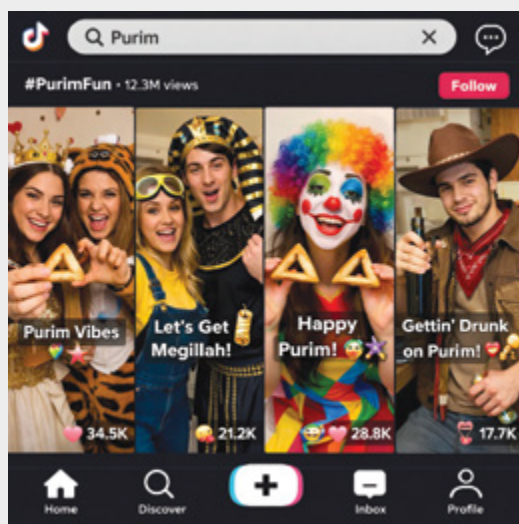 Purim
#PurimFun • 12.3M views
Follow
Purim Vibes
Let's Get
Megillah!
Happy
Purim!
Gettin' Drunk
on Purim!
34.5K
21.2K
28.8K
17.7K
Home
Discover
Inbox
Profile